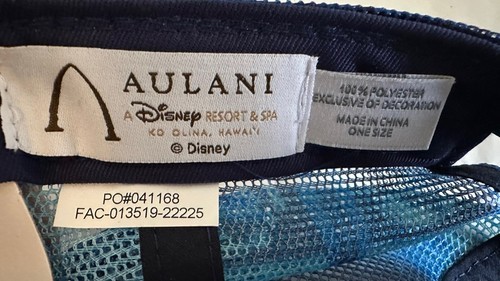 AULANI
A Disney RESORT & SPA
KO OLINA, HAWAI'I
© Disney
100% POLYESTER
EXCLUSIVE OF DECORATION
MADE IN CHINA
ONE SIZE
PO#041168
FAC-013519-22225